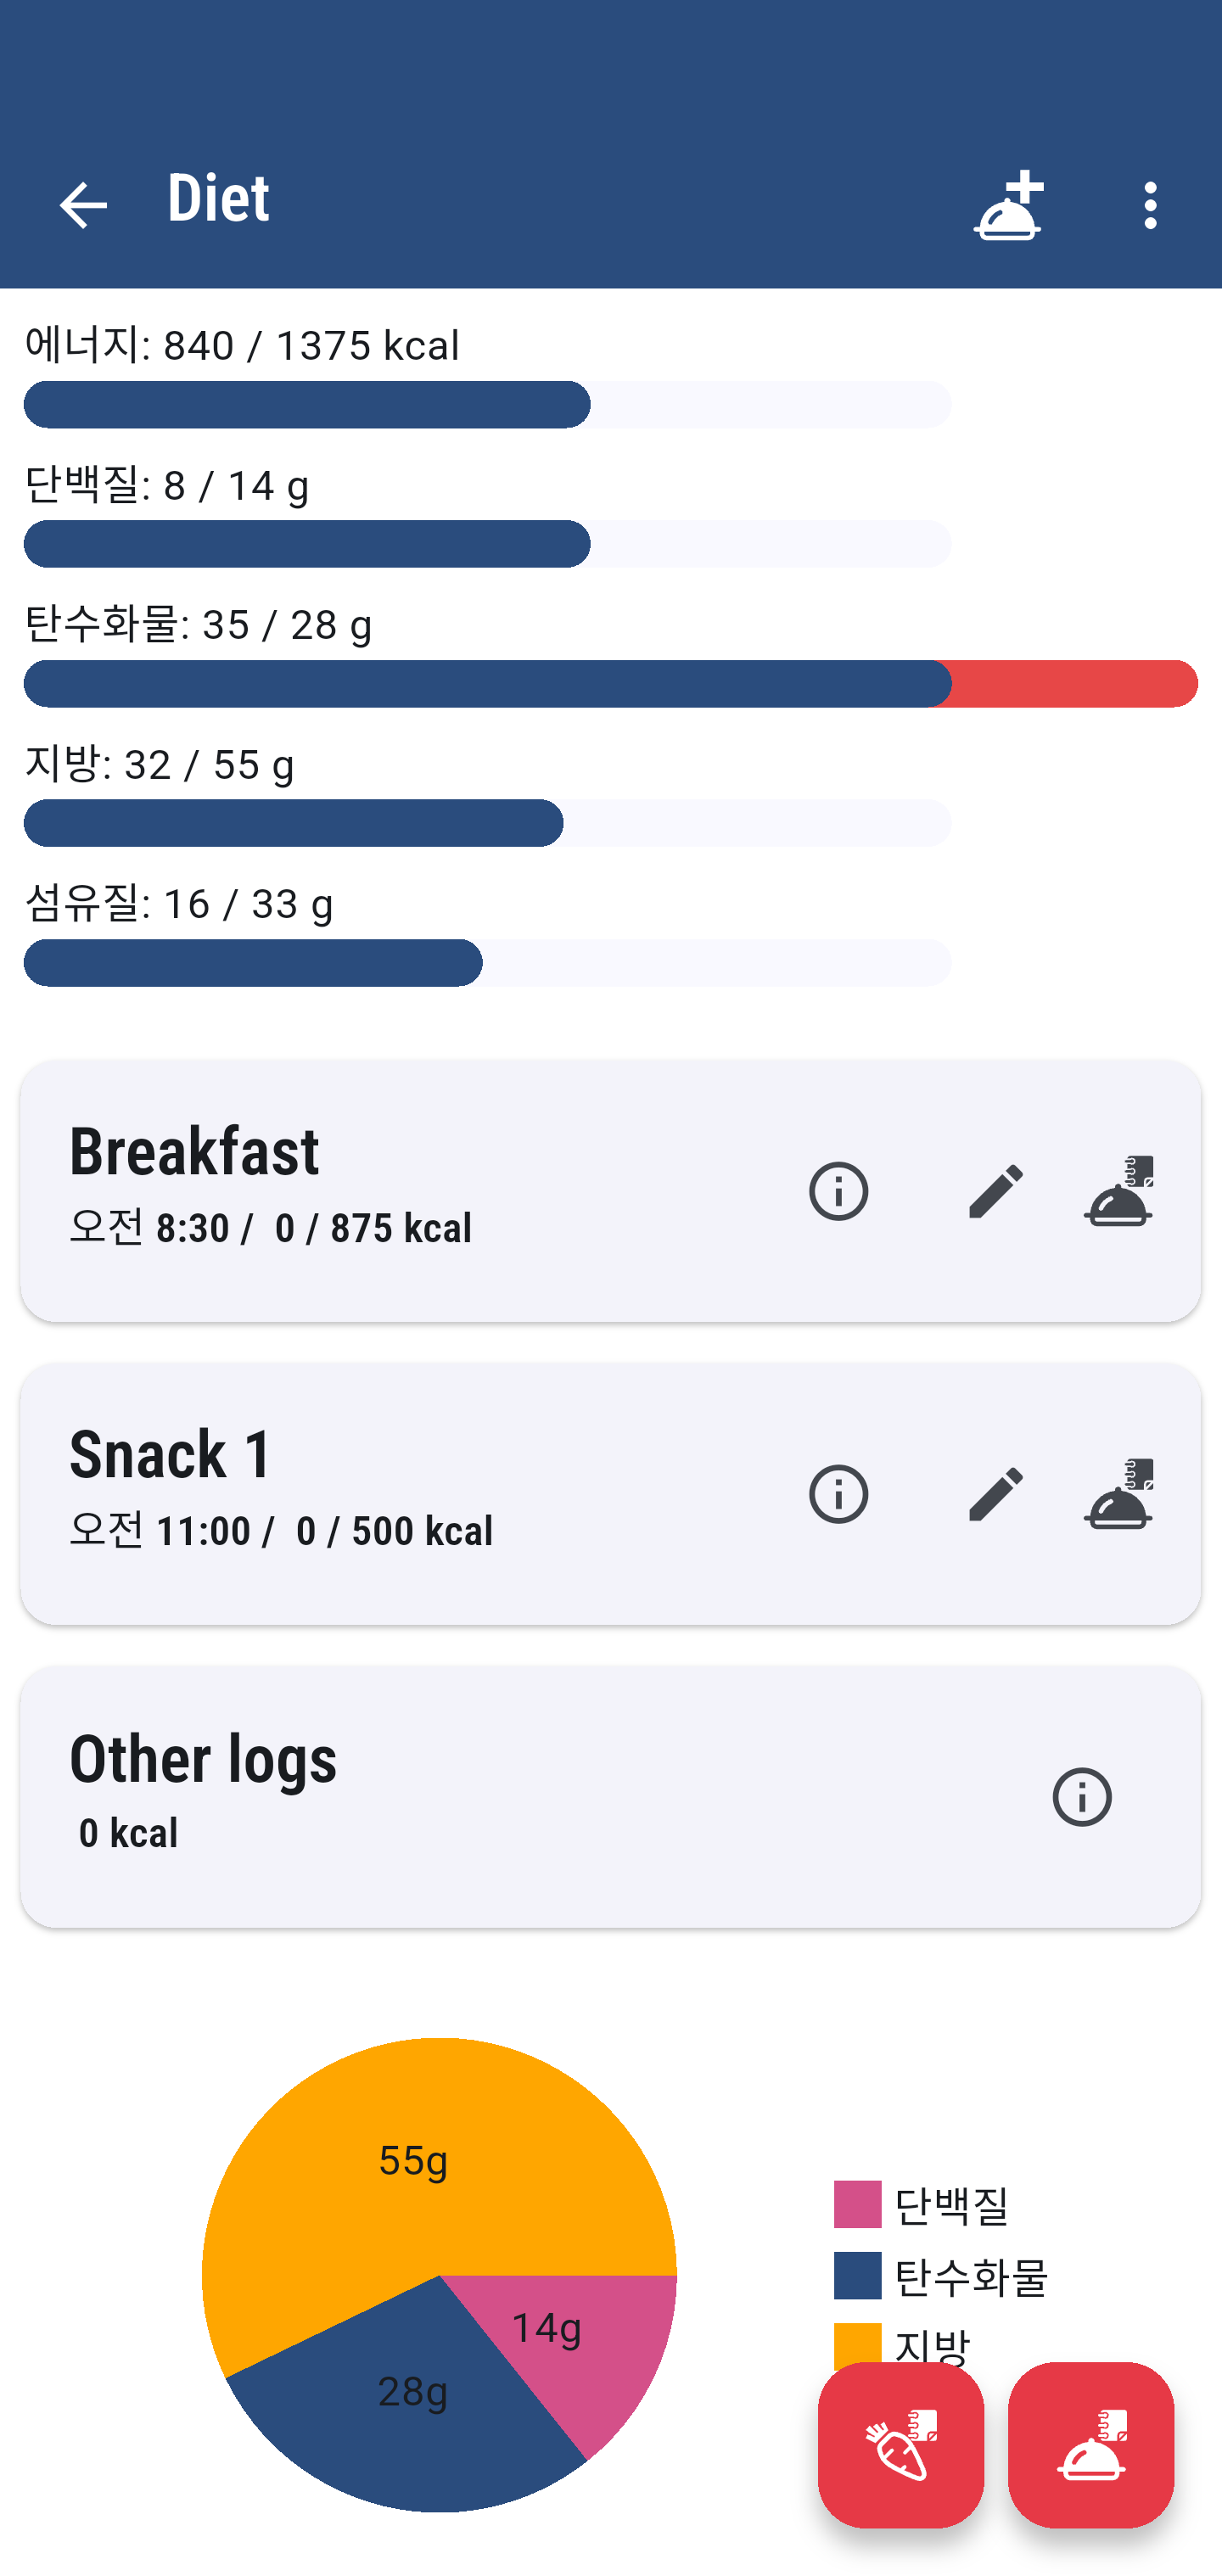 Diet
에너지: 840 / 1375 kcal
단백질: 8 / 14 g
탄수화물: 35 / 28 g
지방: 32 / 55 g
섬유질: 16 / 33 g
Breakfast
오전 8:30 / 0 / 875 kcal
Snack 1
오전 11:00 / 0 / 500 kcal
Other logs
0 kcal
55g
14g
28g
단백질
탄수화물
지방